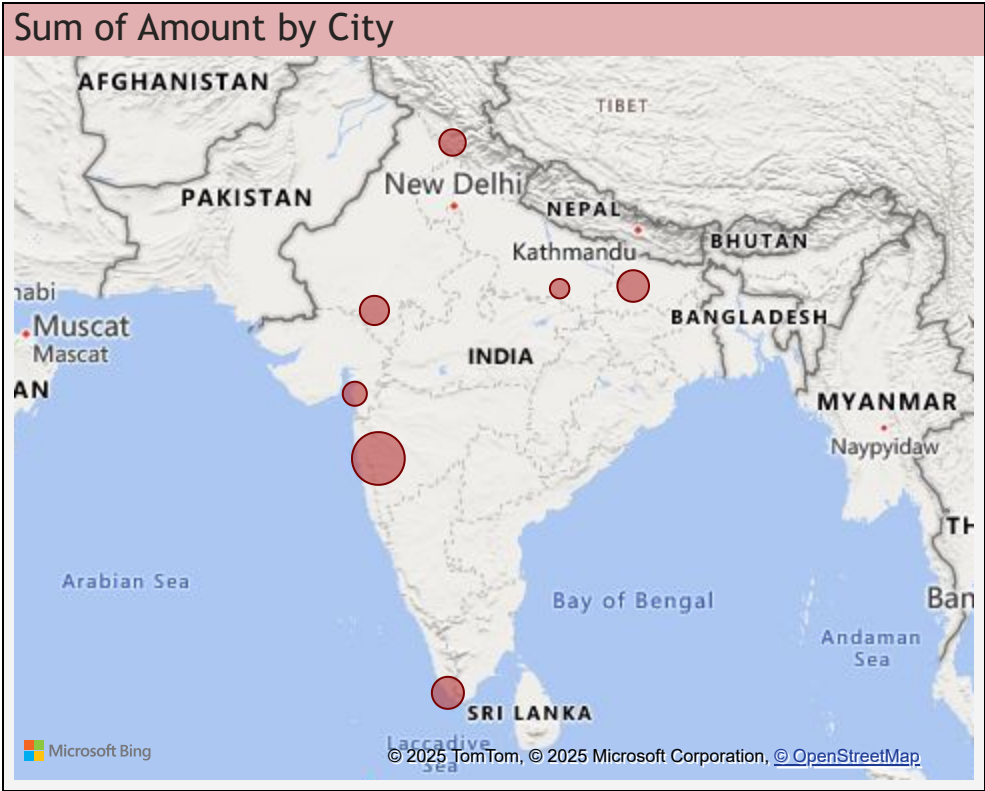 Sum of Amount by City
AFGHANISTAN
TIBET
New Delhi
PAKISTAN
NEPAL
BHUTAN
Kathmandu
habi
BANGLADESH
Muscat
Mascat
INDIA
AN
MYANMAR
Naypyidaw
TH
Arabian Sea
Bay of Bengal
Ban
Andaman
Sea
SRI LANKA
Laccadive
Sea
Microsoft Bing
© 2025 TomTom, © 2025 Microsoft Corporation, © OpenStreetMap